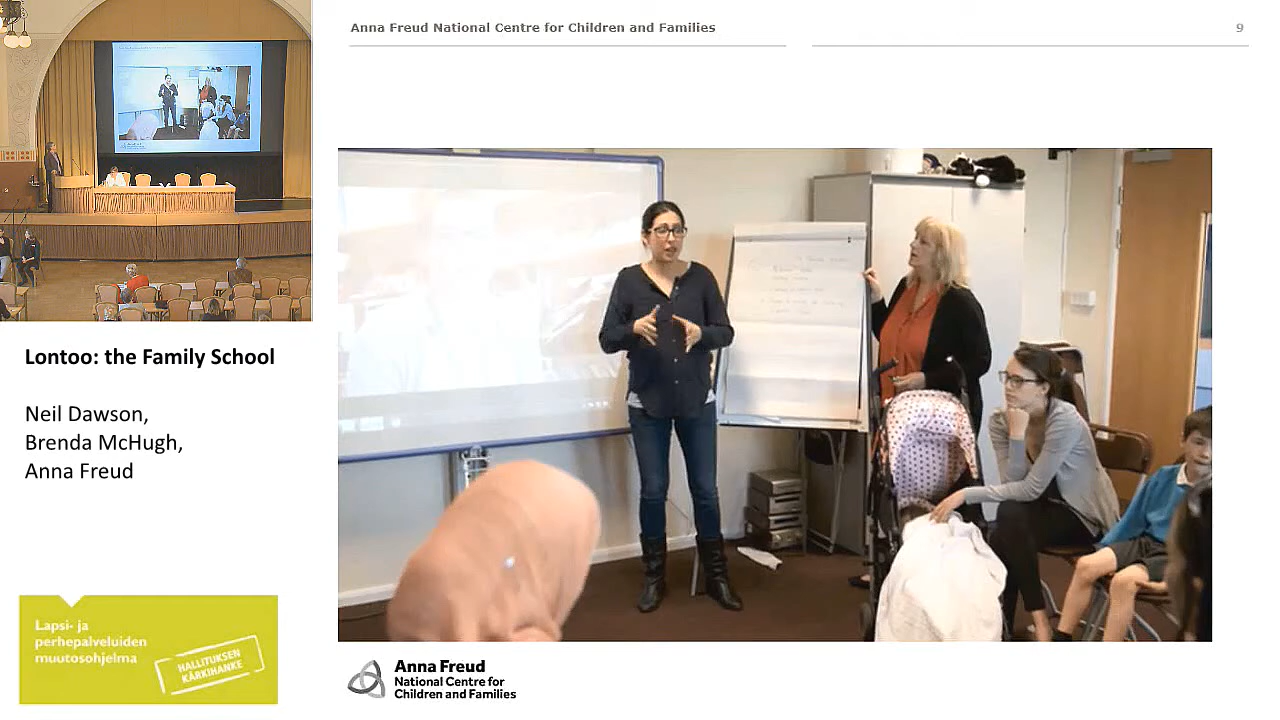 Anna Freud National Centre for Children and Families
9
Lontoo: the Family School
Neil Dawson,
Brenda McHugh,
Anna Freud
Lapsi- ja
perhepalveluiden
muutosohjelma
HALLITUKSEN
KÄRKIHANKE
Anna Freud
National Centre for
Children and Families